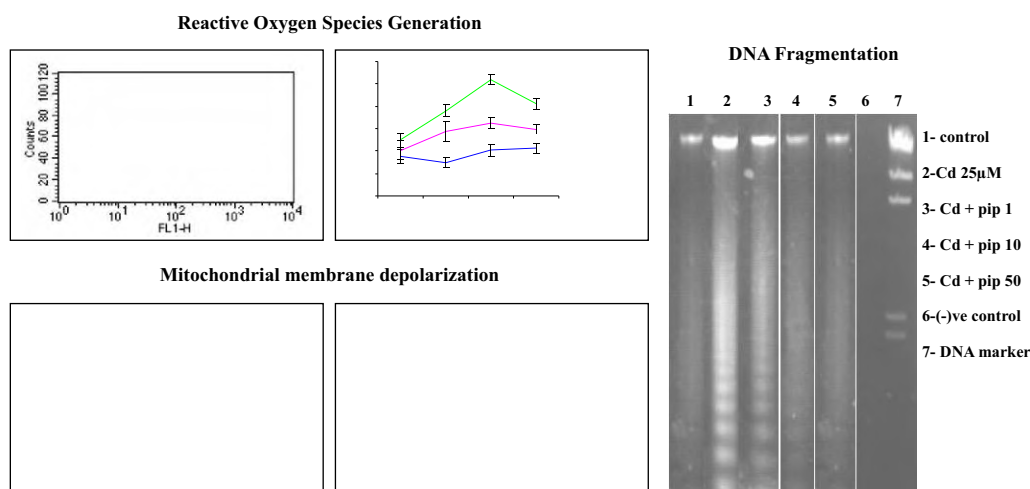 Reactive Oxygen Species Generation
120
100
80
60
40
20
0
Counts
10^0 10^1 10^2 10^3 10^4
FL1-H
Mitochondrial membrane depolarization
DNA Fragmentation
1 2 3 4 5 6 7
1- control
2-Cd 25µM
3- Cd + pip 1
4- Cd + pip 10
5- Cd + pip 50
6-(-)ve control
7- DNA marker